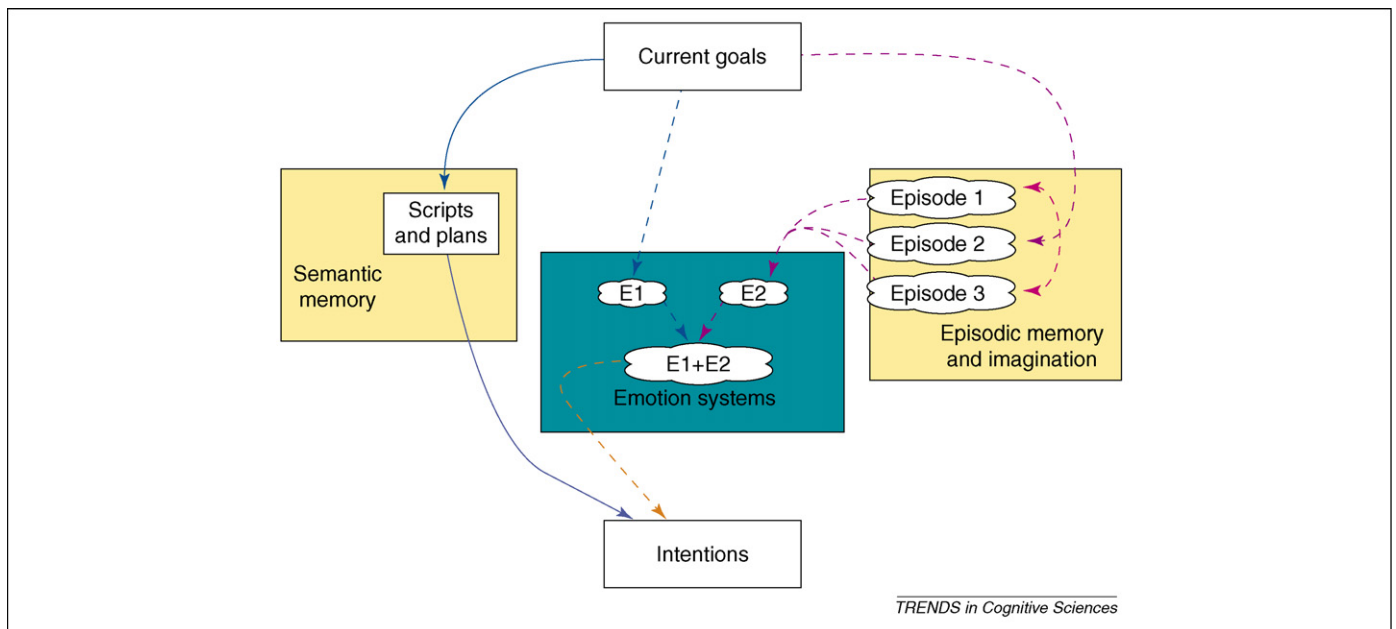 Current goals
Scripts
and plans
Semantic
memory
Episode 1
Episode 2
Episode 3
Episodic memory
and imagination
E1
E2
E1+E2
Emotion systems
Intentions
TRENDS in Cognitive Sciences